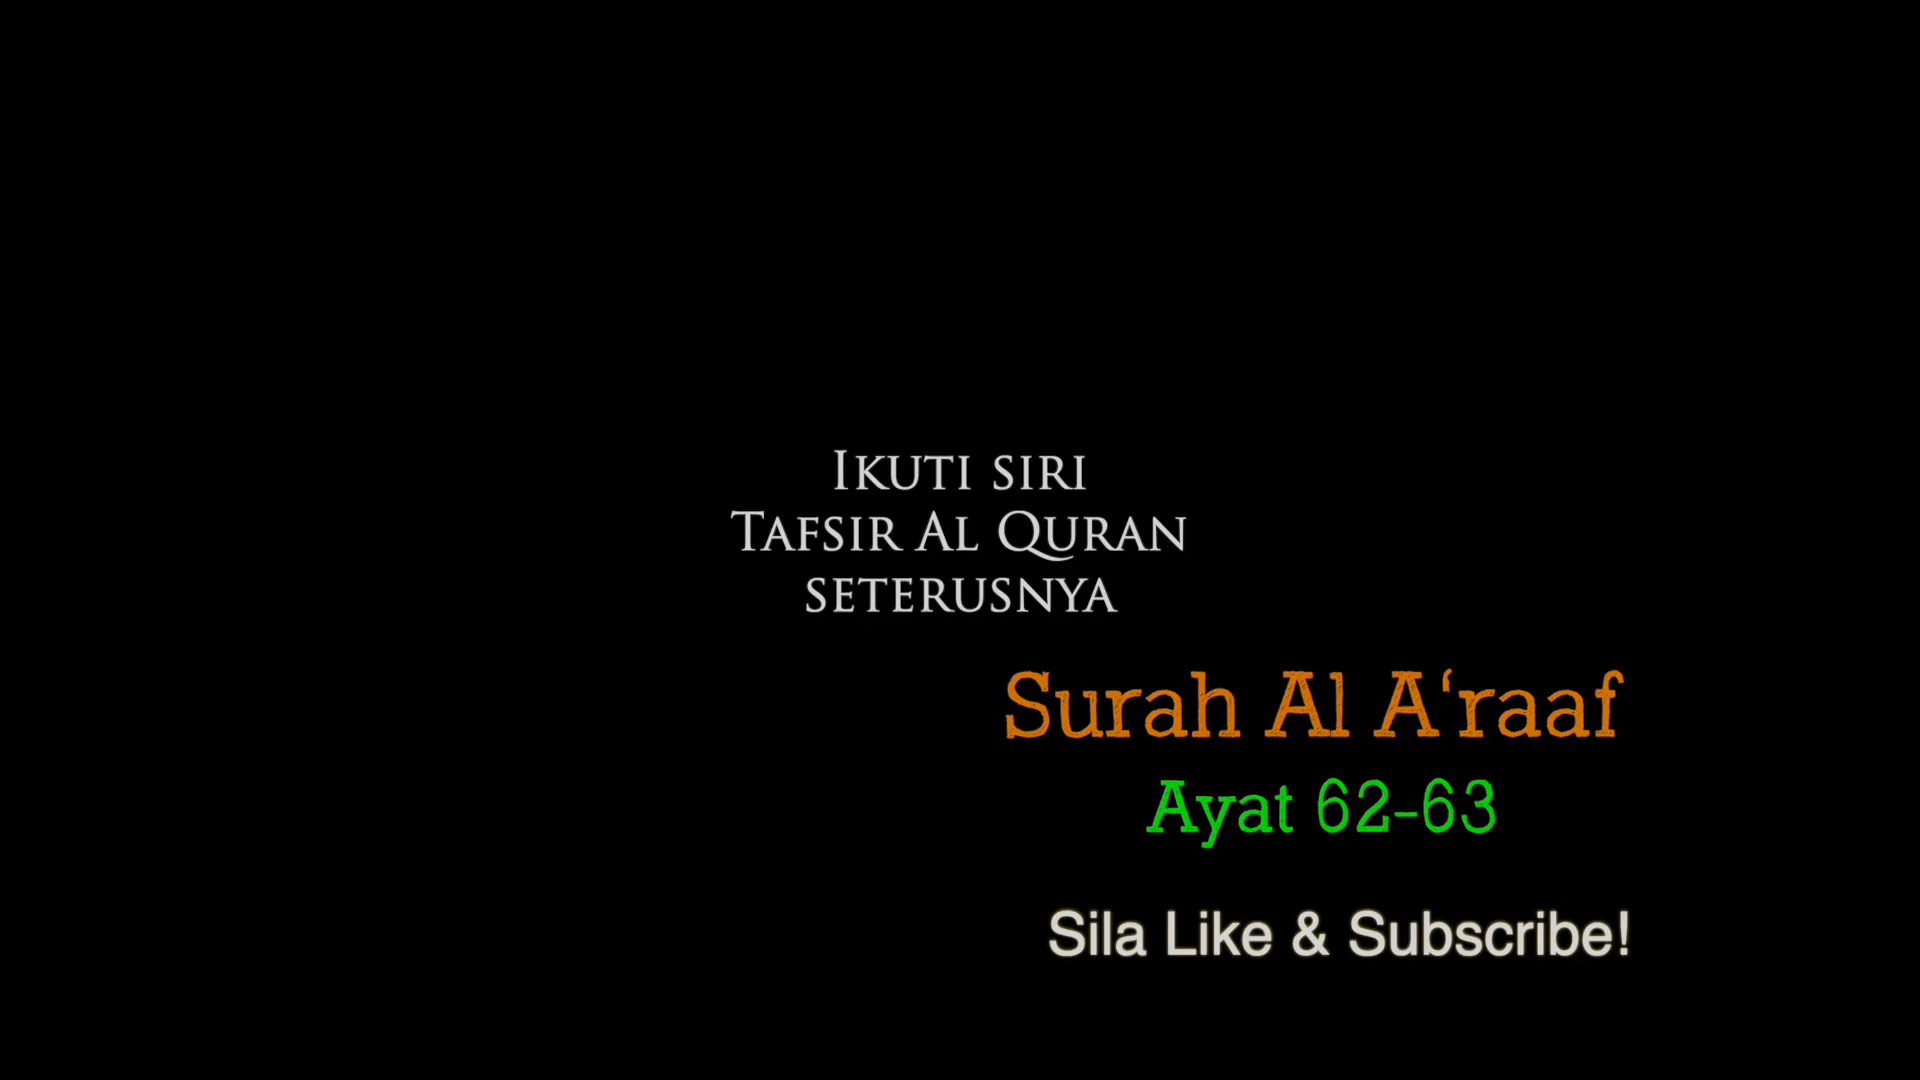 Ikuti siri
Tafsir Al Quran
seterusnya
Surah Al A‘raaf
Ayat 62-63
Sila Like & Subscribe!